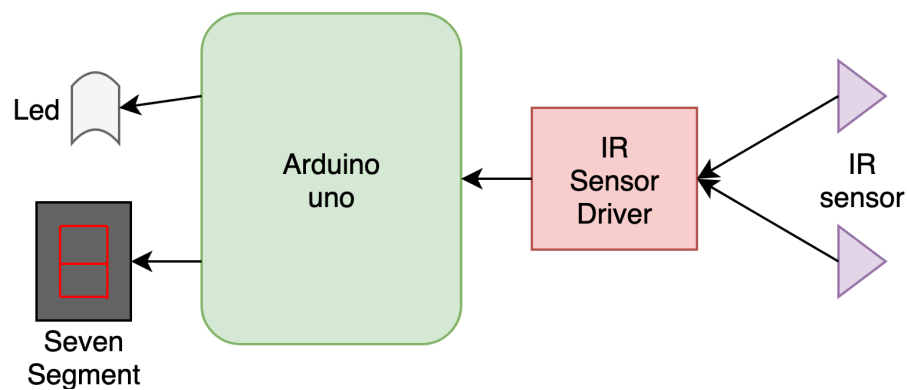 Led
Arduino
uno
IR
Sensor
Driver
IR
sensor
Seven
Segment